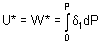 U* = W* = ∫₀ᴾ δ₁dP